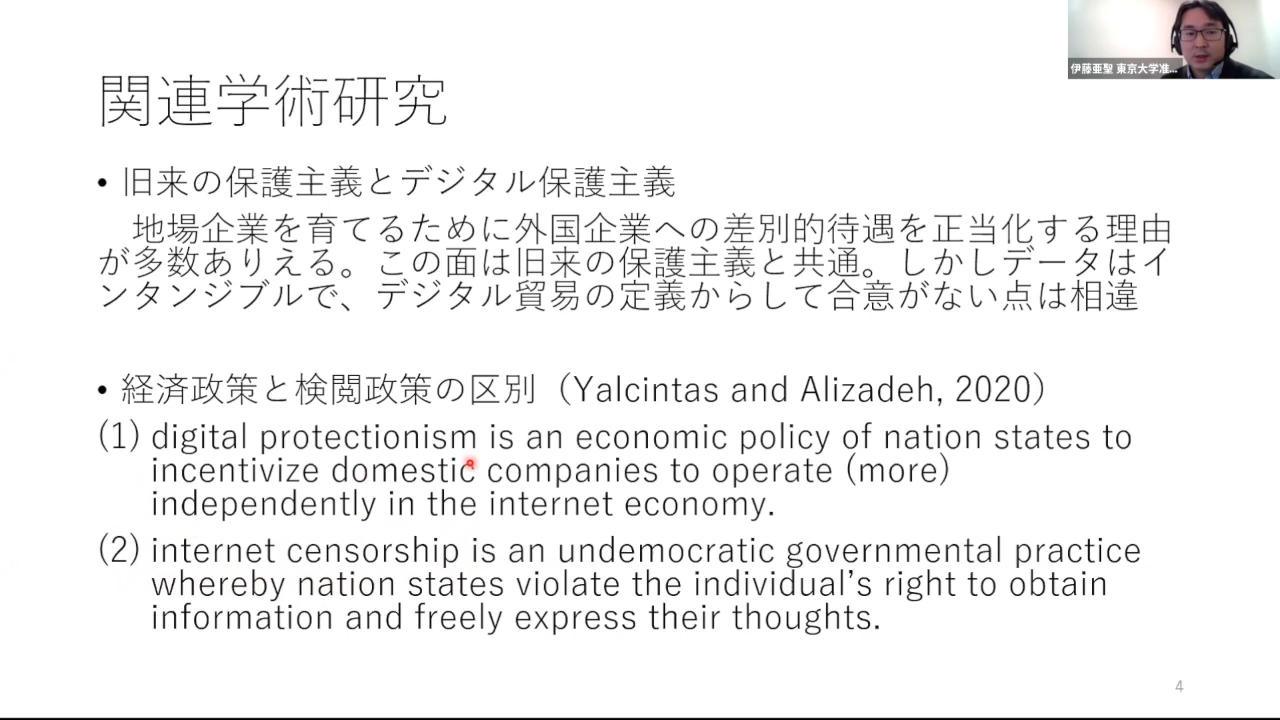 伊藤亜聖 東京大学准...
関連学術研究
• 旧来の保護主義とデジタル保護主義
地場企業を育てるために外国企業への差別的待遇を正当化する理由
が多数ありえる。この面は旧来の保護主義と共通。しかしデータはイ
ンタンジブルで、デジタル貿易の定義からして合意がない点は相違
• 経済政策と検閲政策の区別（Yalcintas and Alizadeh, 2020）
(1) digital protectionism is an economic policy of nation states to
incentivize domestic companies to operate (more)
independently in the internet economy.
(2) internet censorship is an undemocratic governmental practice
whereby nation states violate the individual’s right to obtain
information and freely express their thoughts.
4